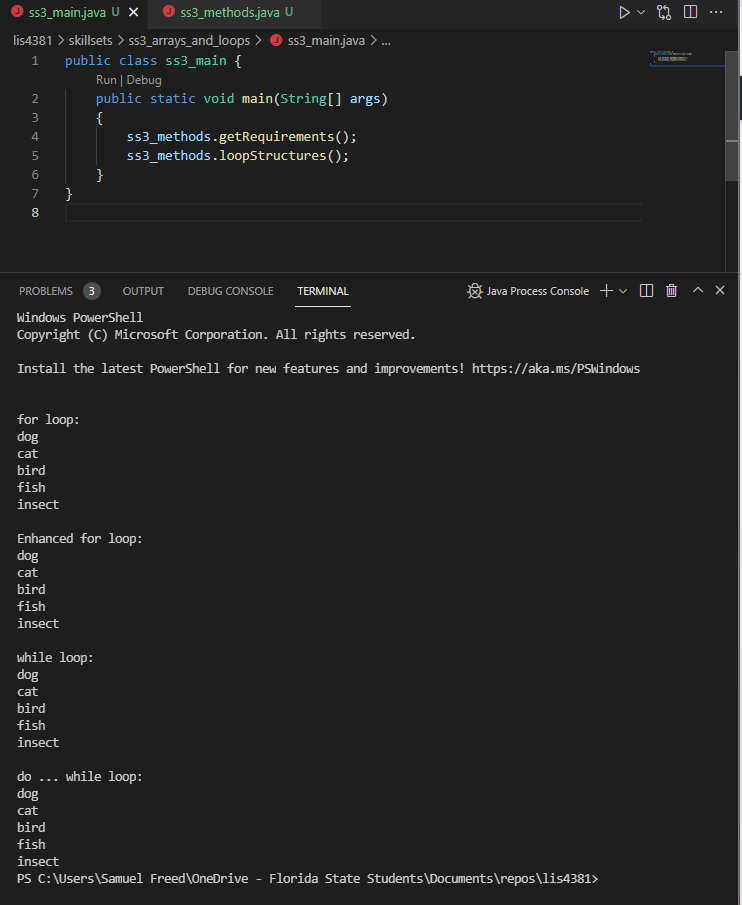 ss3_main.java U ss3_methods.java U
lis4381 > skillsets > ss3_arrays_and_loops > ss3_main.java > ...
1 public class ss3_main {
Run | Debug
2 public static void main(String[] args)
3 {
4 ss3_methods.getRequirements();
5 ss3_methods.loopStructures();
6 }
7 }
8
PROBLEMS 3 OUTPUT DEBUG CONSOLE TERMINAL Java Process Console
Windows PowerShell
Copyright (C) Microsoft Corporation. All rights reserved.
Install the latest PowerShell for new features and improvements! https://aka.ms/PSWindows
for loop:
dog
cat
bird
fish
insect
Enhanced for loop:
dog
cat
bird
fish
insect
while loop:
dog
cat
bird
fish
insect
do ... while loop:
dog
cat
bird
fish
insect
PS C:\Users\Samuel Freed\OneDrive - Florida State Students\Documents\repos\lis4381>